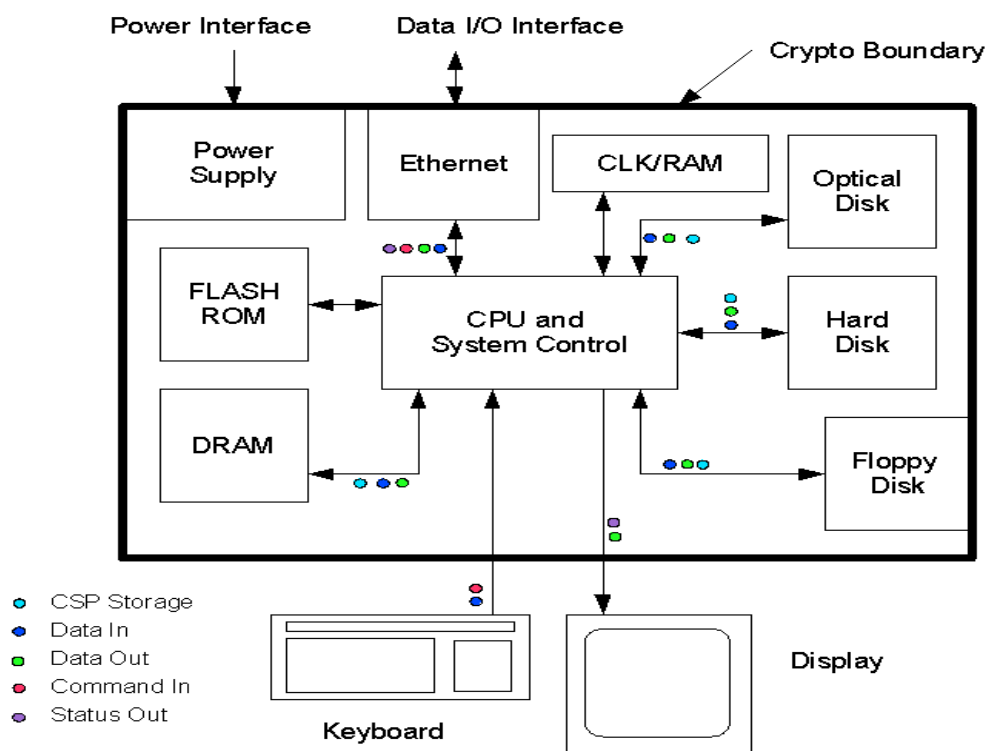 Power Interface
Data I/O Interface
Crypto Boundary
Power
Supply
Ethernet
CLK/RAM
Optical
Disk
FLASH
ROM
CPU and
System Control
Hard
Disk
DRAM
Floppy
Disk
CSP Storage
Data In
Data Out
Command In
Status Out
Keyboard
Display